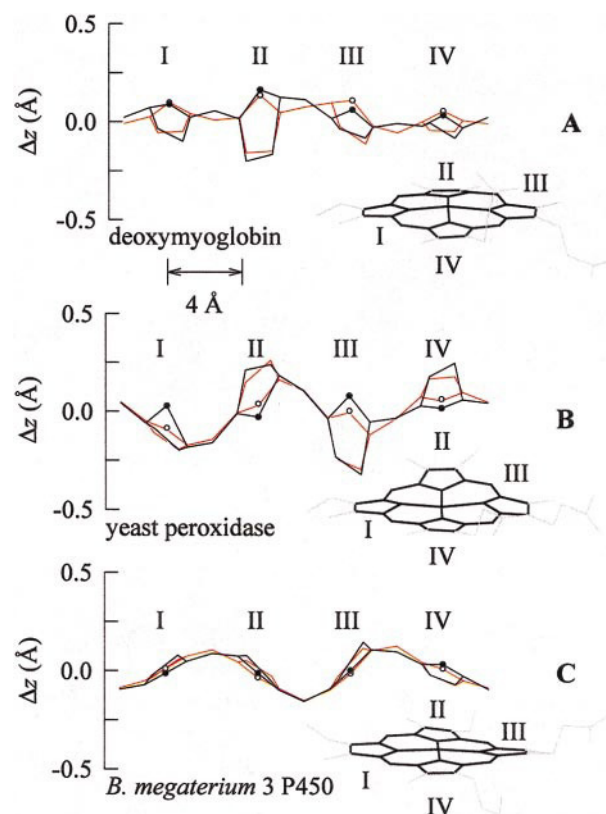 0.5
I II III IV
Δz (Å)
0.0
A
II
III
-0.5
I
deoxymyoglobin
IV
4 Å
0.5
I II III IV
Δz (Å)
0.0
B
II
III
-0.5
I
yeast peroxidase
IV
0.5
I II III IV
Δz (Å)
0.0
C
II
III
-0.5
I
B. megaterium 3 P450
IV